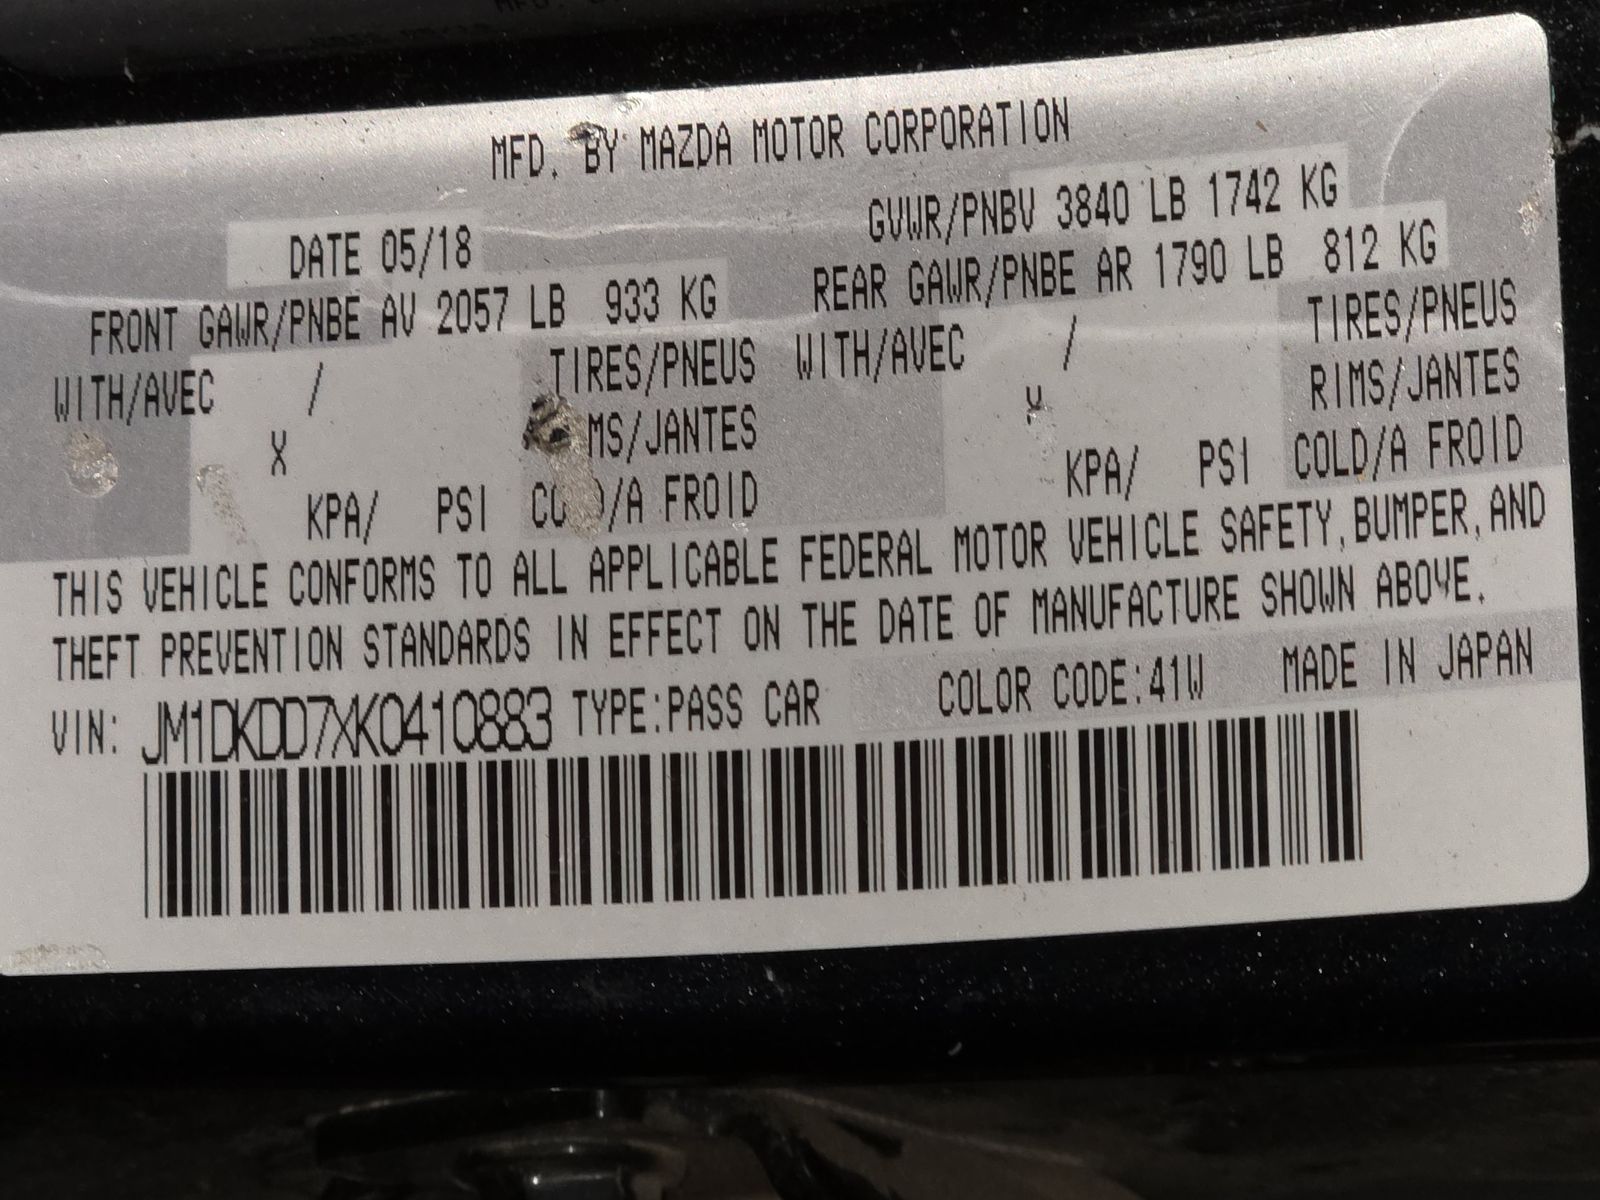 MFD. BY MAZDA MOTOR CORPORATION
DATE 05/18 GVWR/PNBV 3840 LB 1742 KG
FRONT GAWR/PNBE AV 2057 LB 933 KG REAR GAWR/PNBE AR 1790 LB 812 KG
WITH/AVEC / TIRES/PNEUS WITH/AVEC / TIRES/PNEUS
X MS/JANTES X RIMS/JANTES
KPA/ PSI CO D/A FROID KPA/ PSI COLD/A FROID
THIS VEHICLE CONFORMS TO ALL APPLICABLE FEDERAL MOTOR VEHICLE SAFETY, BUMPER, AND
THEFT PREVENTION STANDARDS IN EFFECT ON THE DATE OF MANUFACTURE SHOWN ABOVE.
VIN: JM1DKDD7XK0410883 TYPE:PASS CAR COLOR CODE:41W MADE IN JAPAN